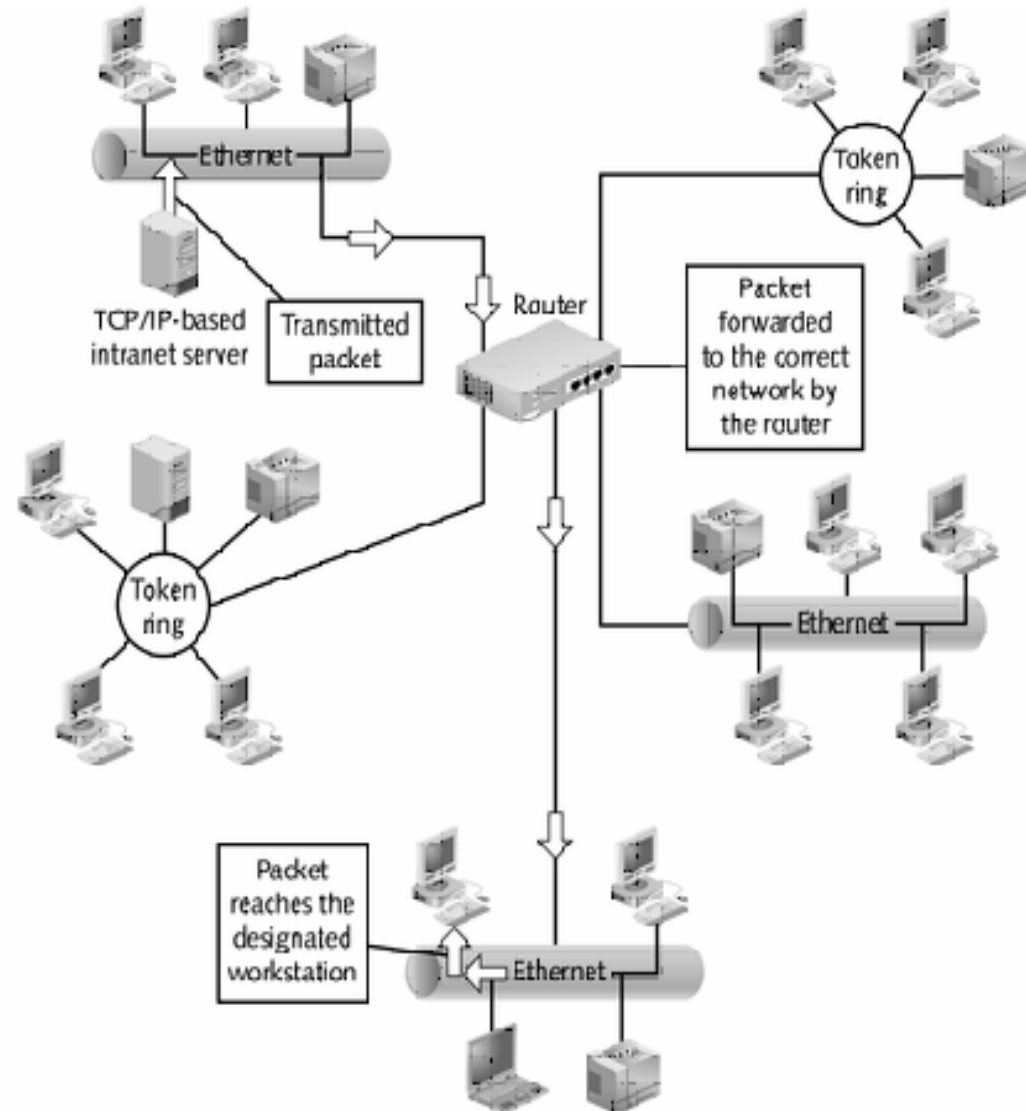 Ethernet
Token
ring
TCP/IP-based
intranet server
Transmitted
packet
Router
Packet
forwarded
to the correct
network by
the router
Token
ring
Ethernet
Packet
reaches the
designated
workstation
Ethernet